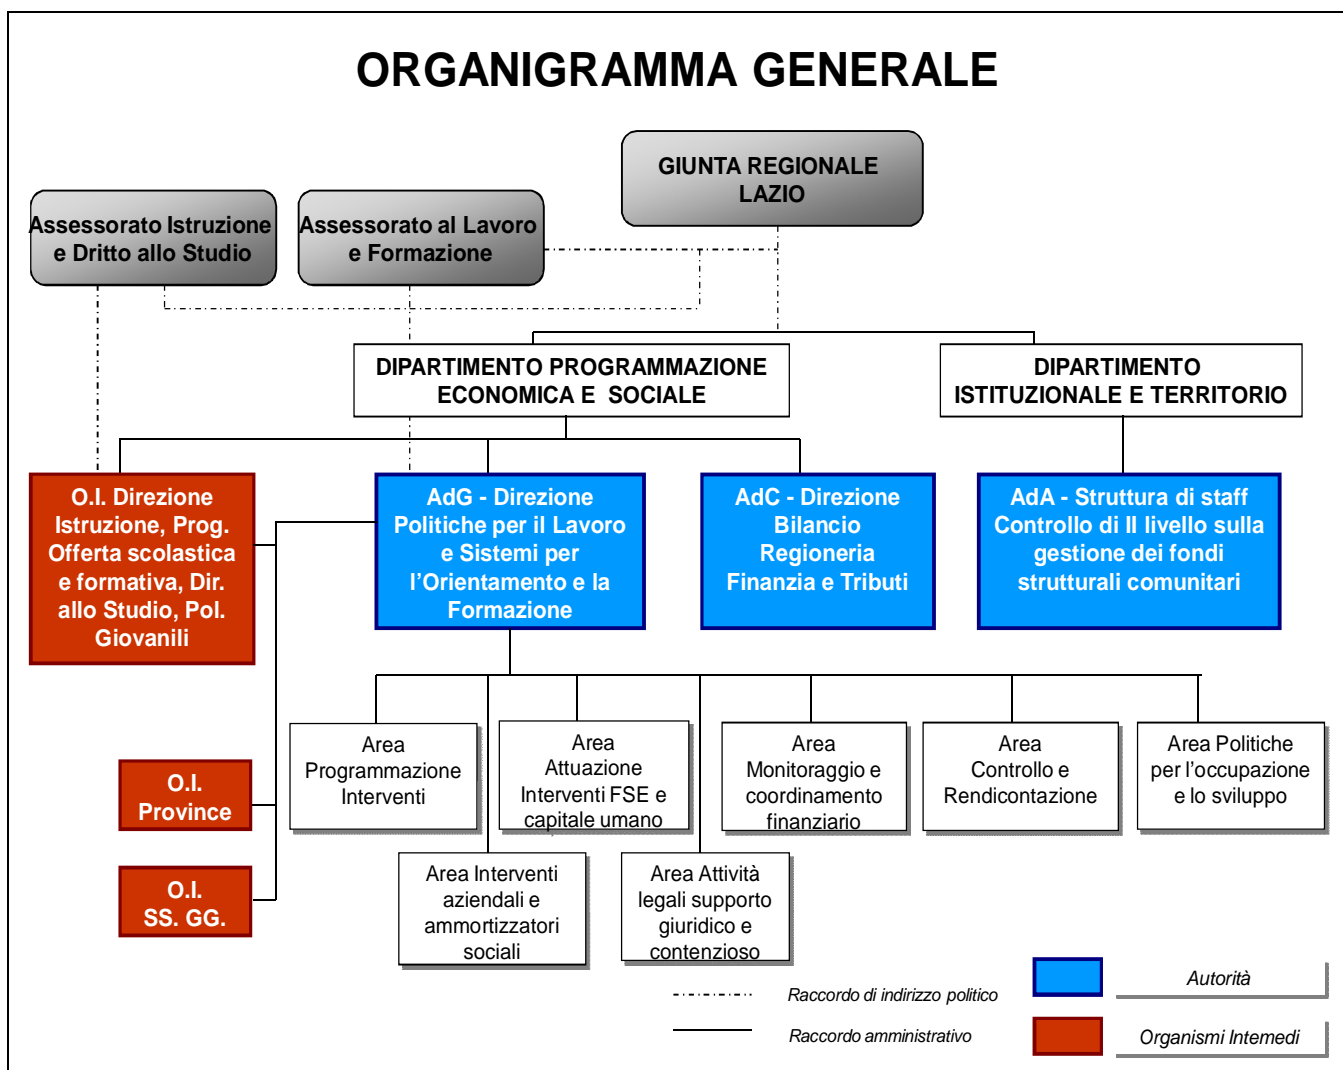 ORGANIGRAMMA GENERALE
GIUNTA REGIONALE
LAZIO
Assessorato Istruzione
e Dritto allo Studio
Assessorato al Lavoro
e Formazione
DIPARTIMENTO PROGRAMMAZIONE
ECONOMICA E SOCIALE
DIPARTIMENTO
ISTITUZIONALE E TERRITORIO
O.I. Direzione
Istruzione, Prog.
Offerta scolastica
e formativa, Dir.
allo Studio, Pol.
Giovanili
AdG - Direzione
Politiche per il Lavoro
e Sistemi per
l’Orientamento e la
Formazione
AdC - Direzione
Bilancio
Regioneria
Finanzia e Tributi
AdA - Struttura di staff
Controllo di II livello sulla
gestione dei fondi
strutturali comunitari
O.I.
Province
O.I.
SS. GG.
Area
Programmazione
Interventi
Area
Attuazione
Interventi FSE e
capitale umano
Area
Monitoraggio e
coordinamento
finanziario
Area
Controllo e
Rendicontazione
Area Politiche
per l’occupazione
e lo sviluppo
Area Interventi
aziendali e
ammortizzatori
sociali
Area Attività
legali supporto
giuridico e
contenzioso
Raccordo di indirizzo politico
Autorità
Raccordo amministrativo
Organismi Intemedi